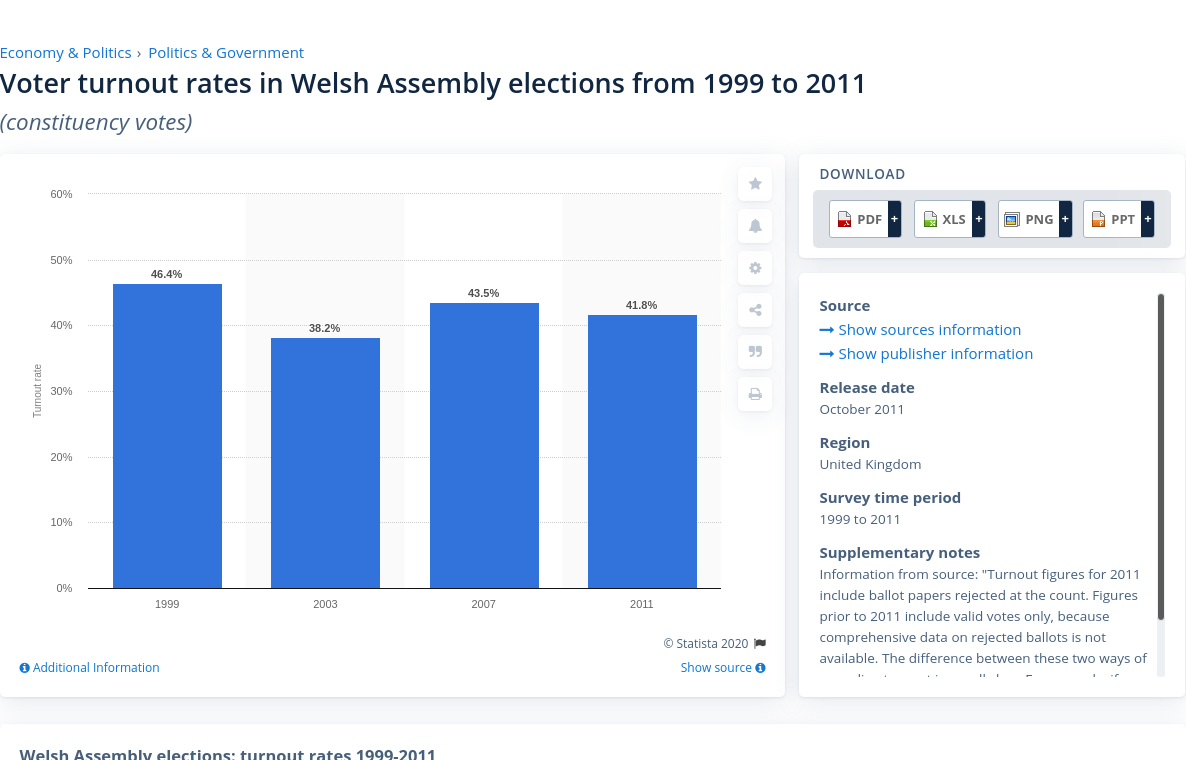 Economy & Politics › Politics & Government
Voter turnout rates in Welsh Assembly elections from 1999 to 2011
(constituency votes)
60%
50%
40%
30%
20%
10%
0%
Turnout rate
46.4%
38.2%
43.5%
41.8%
1999
2003
2007
2011
© Statista 2020
Additional Information
Show source
DOWNLOAD
PDF +
XLS +
PNG +
PPT +
Source
Show sources information
Show publisher information
Release date
October 2011
Region
United Kingdom
Survey time period
1999 to 2011
Supplementary notes
Information from source: "Turnout figures for 2011
include ballot papers rejected at the count. Figures
prior to 2011 include valid votes only, because
comprehensive data on rejected ballots is not
available. The difference between these two ways of
Welsh Assembly elections: turnout rates 1999-2011